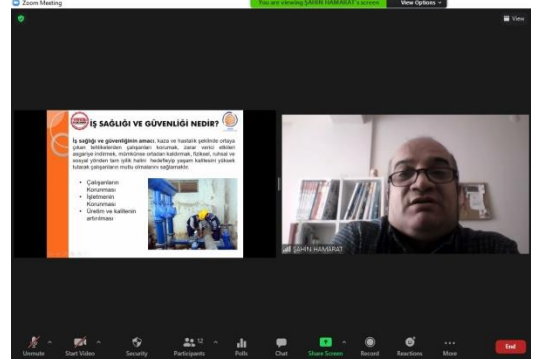 Zoom Meeting
You are viewing ŞAHİN HAMARAT's screen
View Options
View
İŞ SAĞLIĞI VE GÜVENLİĞİ NEDİR?
İş sağlığı ve güvenliğinin amacı, kaza ve hastalık şeklinde ortaya
çıkan tehlikelerden çalışanları korumak, zarar verici etkileri
asgariye indirmek, mümkünse ortadan kaldırmak, fiziksel, ruhsal ve
sosyal yönden tam iyilik halini hedefleyip yaşam kalitesini yüksek
tutarak çalışanların mutlu olmalarını sağlamaktır.
• Çalışanların
Korunması
• İşletmenin
Korunması
• Üretim ve kalitenin
artırılması
ŞAHİN HAMARAT
Unmute
Start Video
Security
Participants
12
Polls
Chat
Share Screen
Record
Reactions
More
End